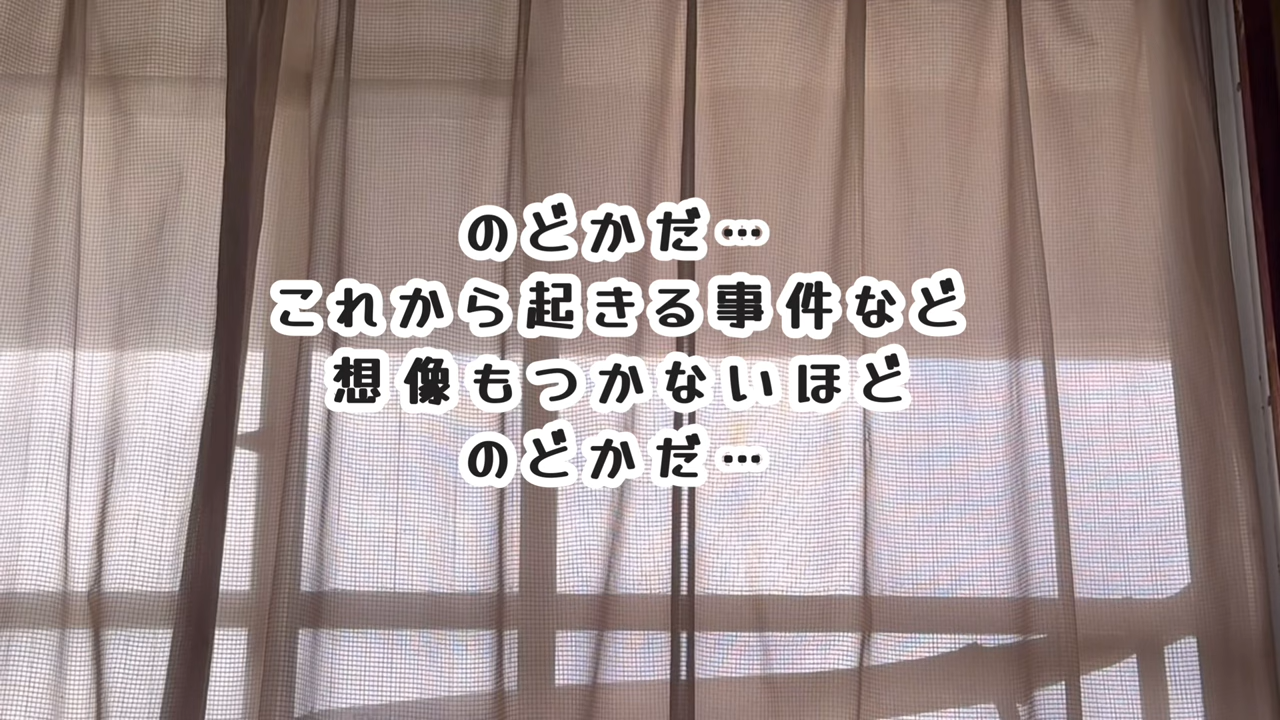 のどかだ…
これから起きる事件など
想像もつかないほど
のどかだ…